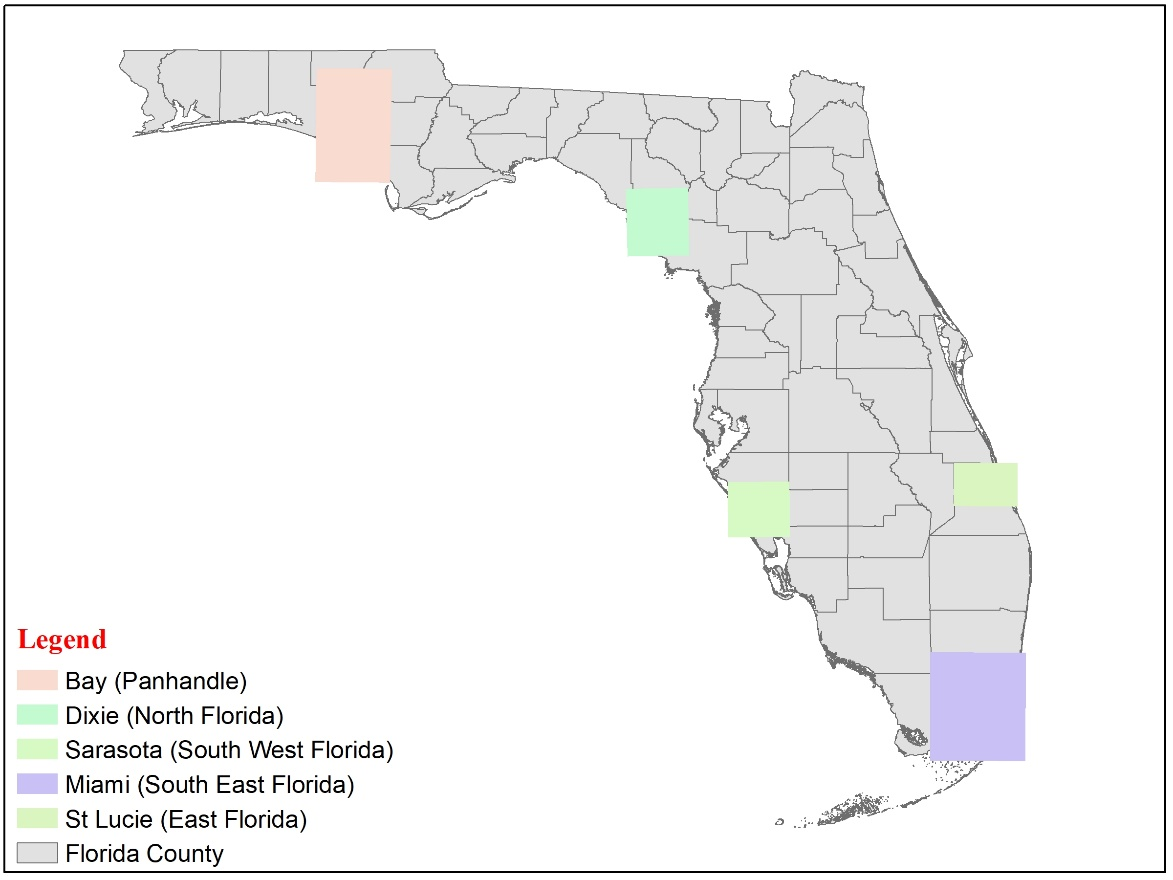 Legend
Bay (Panhandle)
Dixie (North Florida)
Sarasota (South West Florida)
Miami (South East Florida)
St Lucie (East Florida)
Florida County